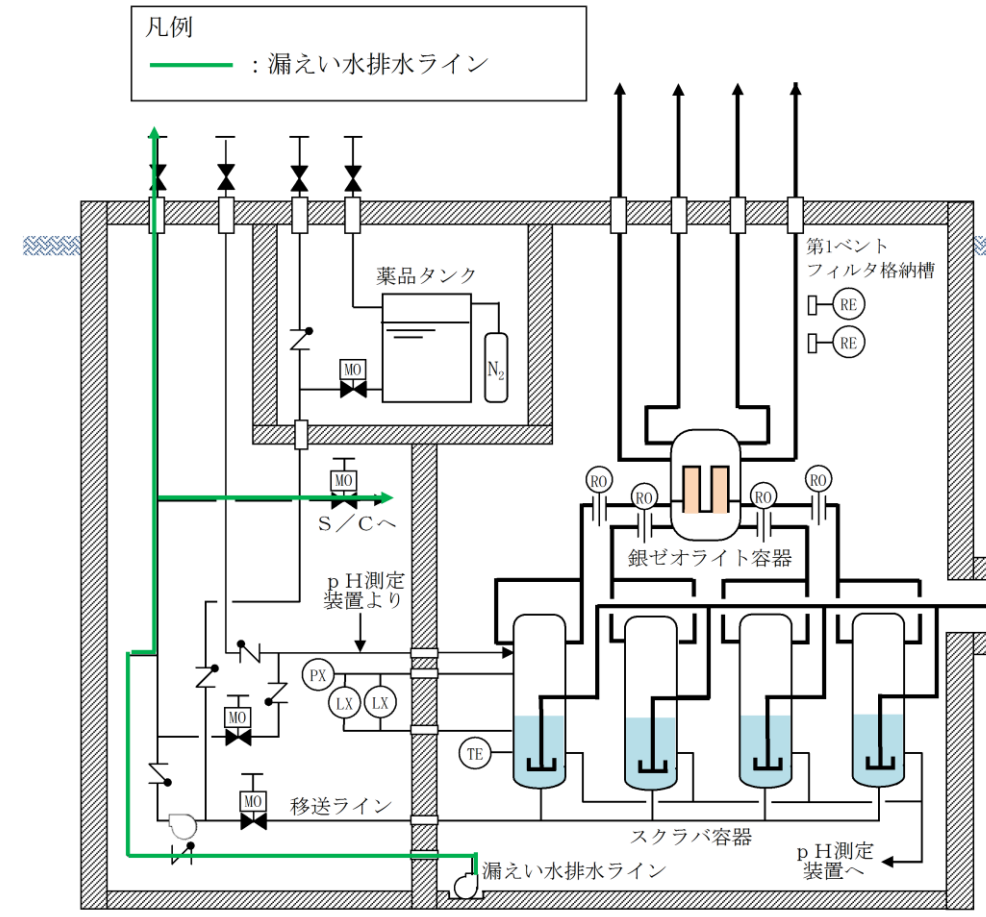 凡例
：漏えい水排水ライン
第1ベント
フィルタ格納槽
RE
RE
薬品タンク
MO
N₂
MO
S／Cへ
RO
RO
RO
RO
銀ゼオライト容器
pH測定
装置より
PX
LX
LX
MO
TE
MO
移送ライン
スクラバ容器
漏えい水排水ライン
pH測定
装置へ